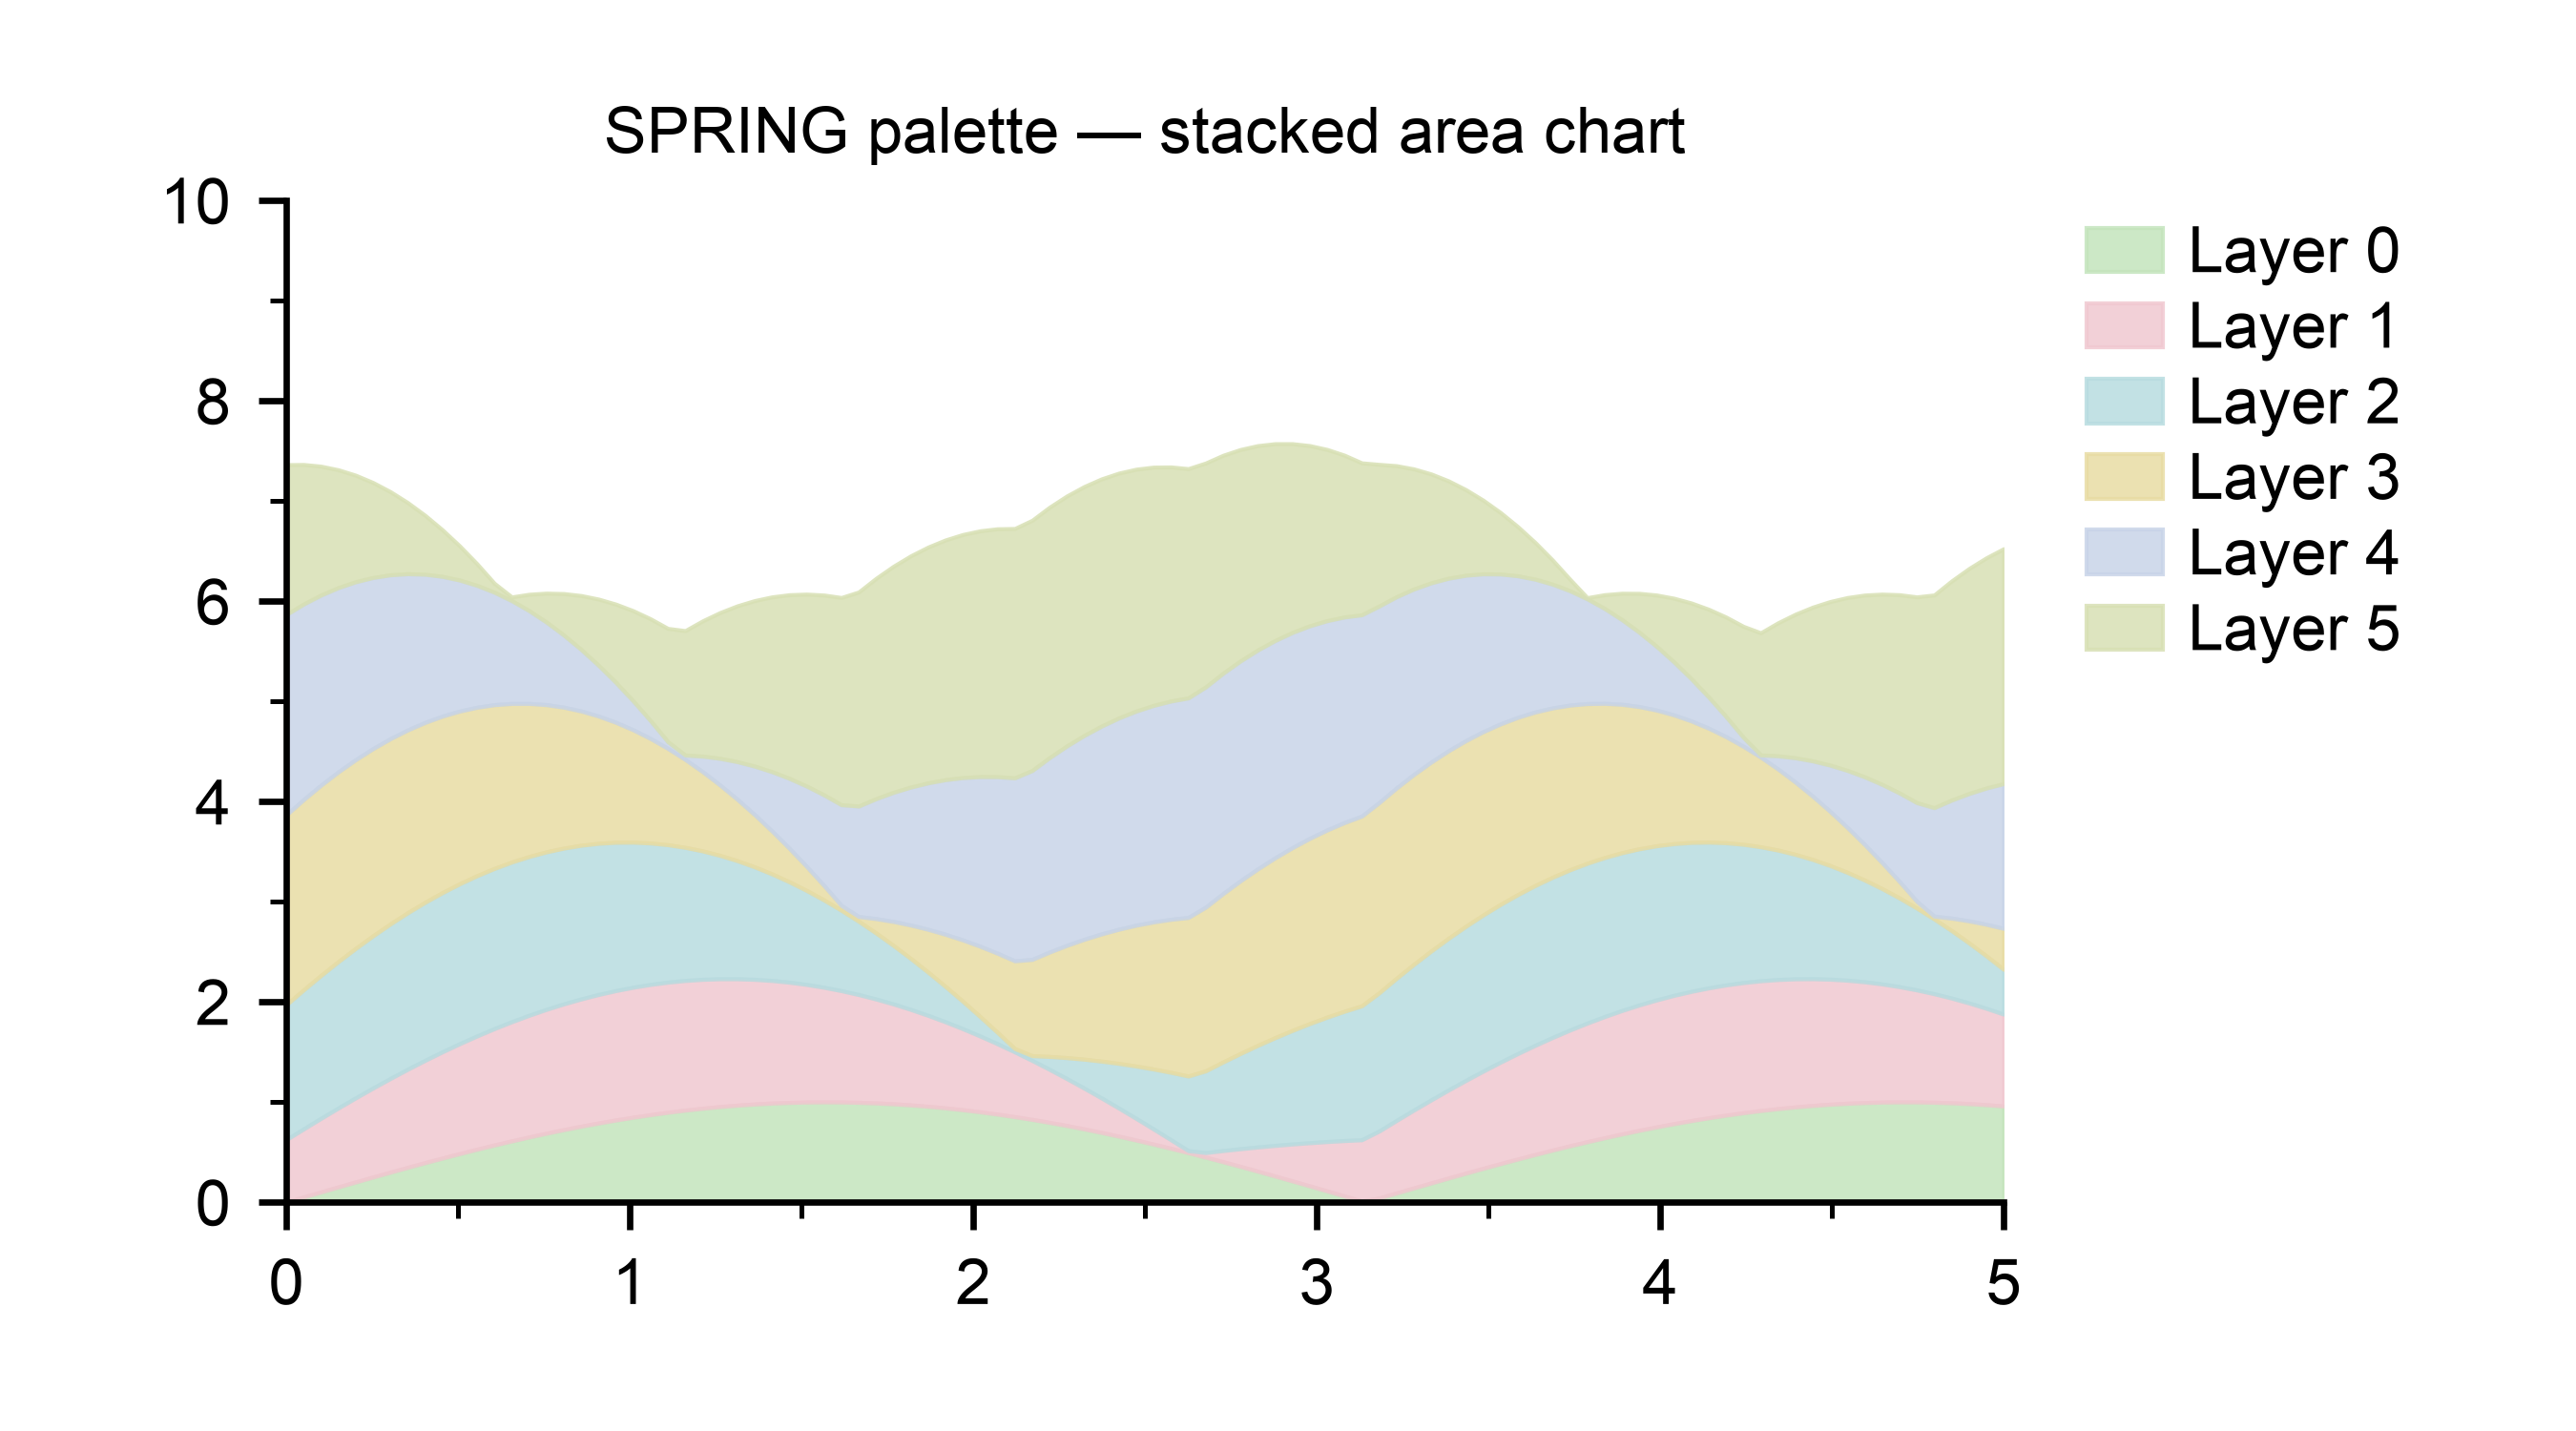 SPRING palette — stacked area chart
10
8
6
4
2
0
0 1 2 3 4 5
Layer 0
Layer 1
Layer 2
Layer 3
Layer 4
Layer 5